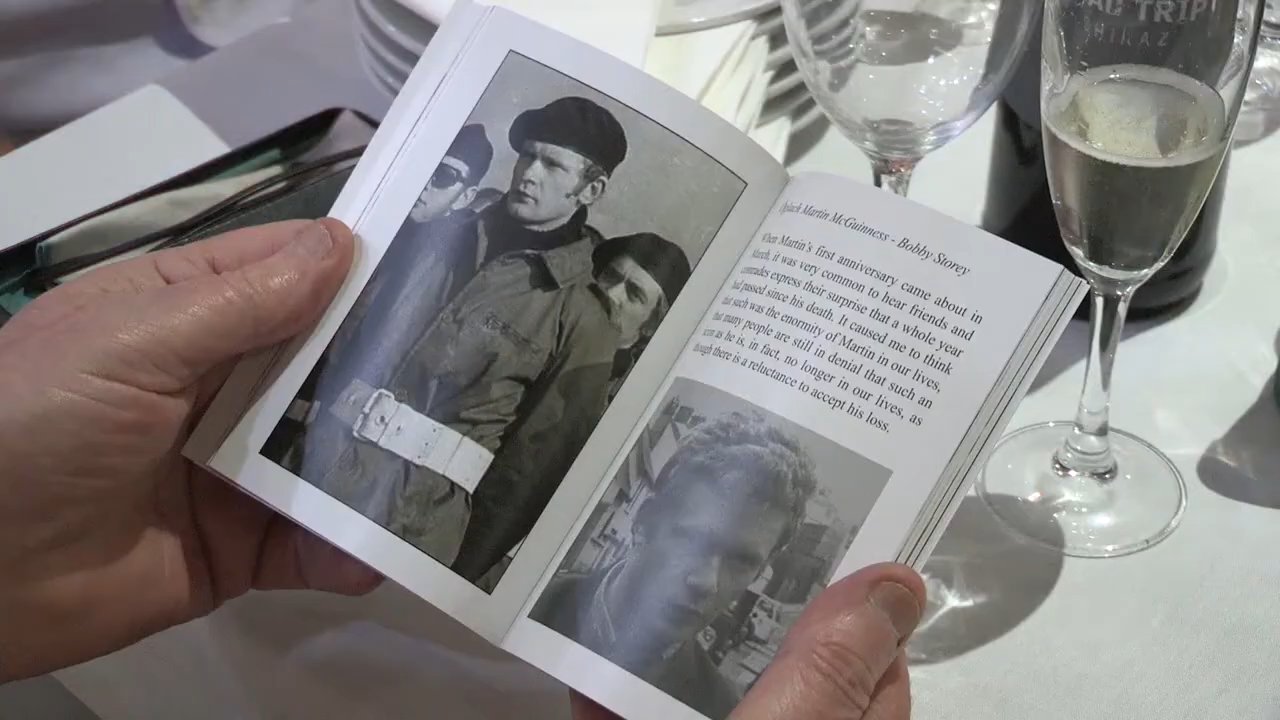 AD TRIP
SHIRAZ
Óglach Martin McGuinness - Bobby Storey
When Martin's first anniversary came about in
March, it was very common to hear friends and
comrades express their surprise that a whole year
had passed since his death. It caused me to think
that such was the enormity of Martin in our lives,
that many people are still in denial that such an
icon as he is, in fact, no longer in our lives, as
though there is a reluctance to accept his loss.